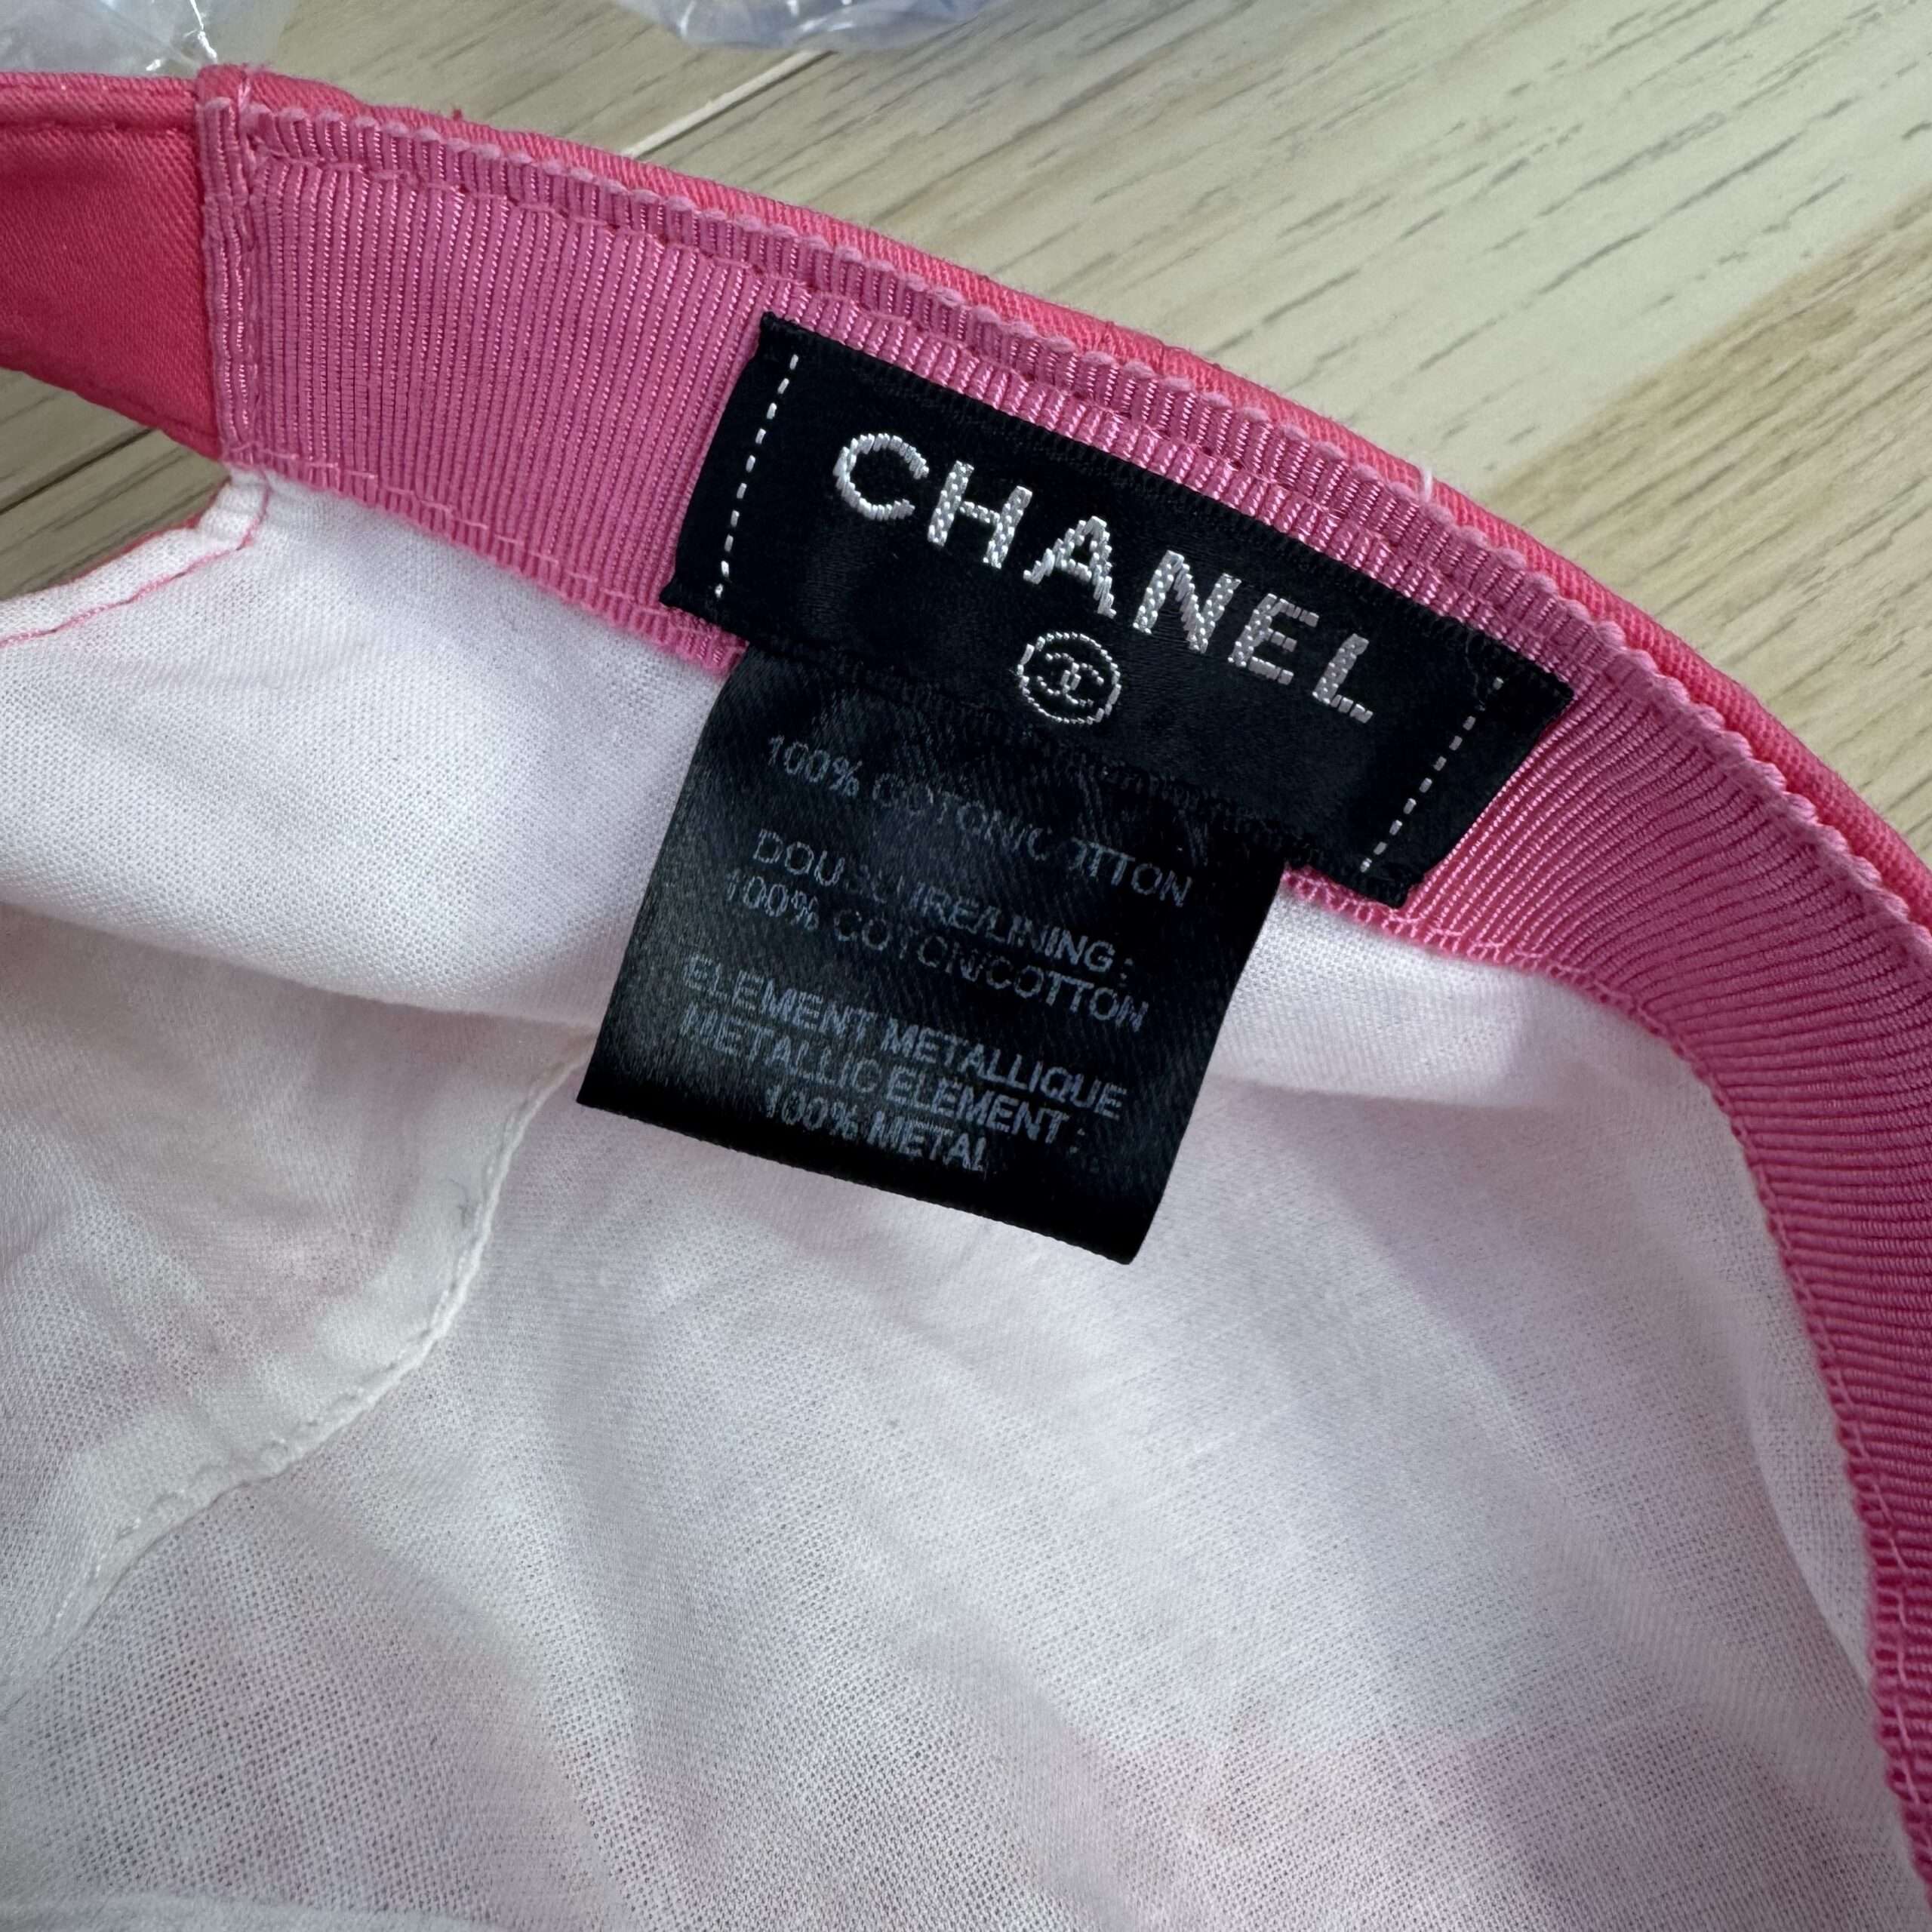 CHANEL
100% COTON/COTTON
DOUBLURE/LINING :
100% COTON/COTTON
ELEMENT METALLIQUE
METALLIC ELEMENT :
100% METAL